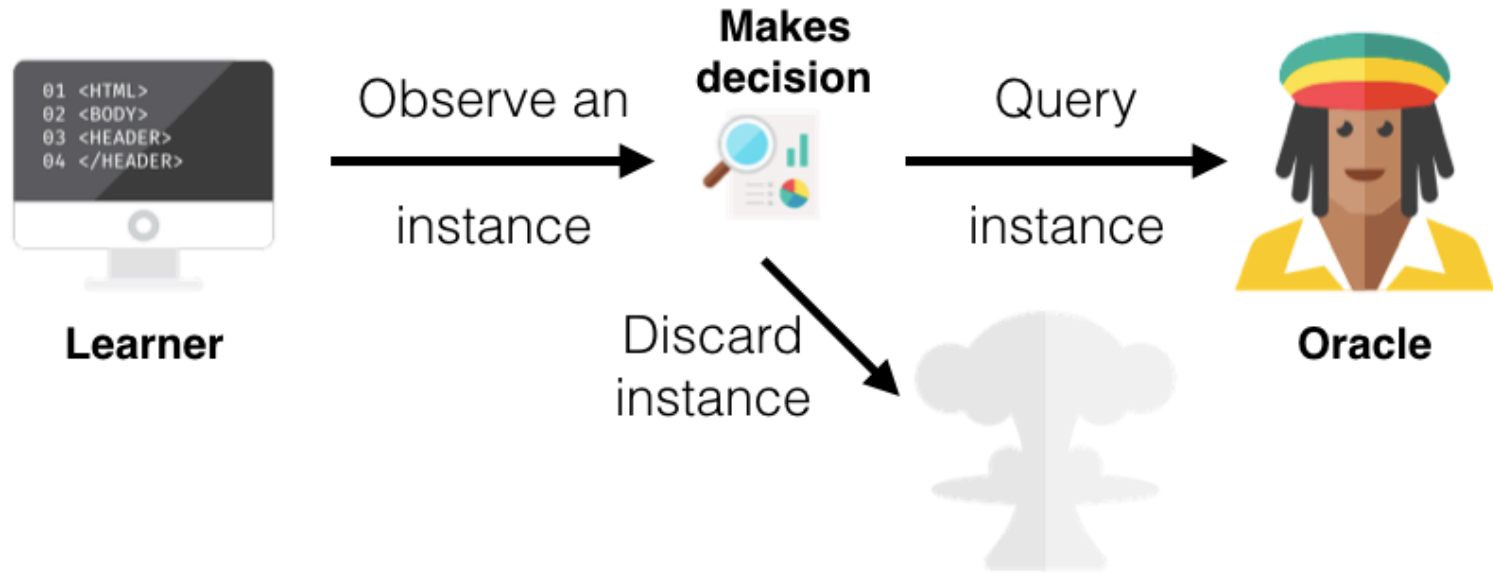 01 <HTML>
02 <BODY>
03 <HEADER>
04 </HEADER>
Learner
Observe an
instance
Makes
decision
Discard
instance
Query
instance
Oracle